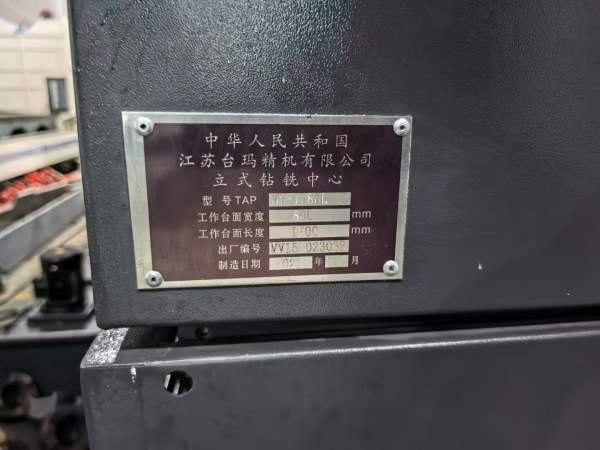 中华人民共和国
江苏台玛精机有限公司
立式钻铣中心
型 号TAP
工作台面宽度 mm
工作台面长度 mm
出厂编号
制造日期 年 月